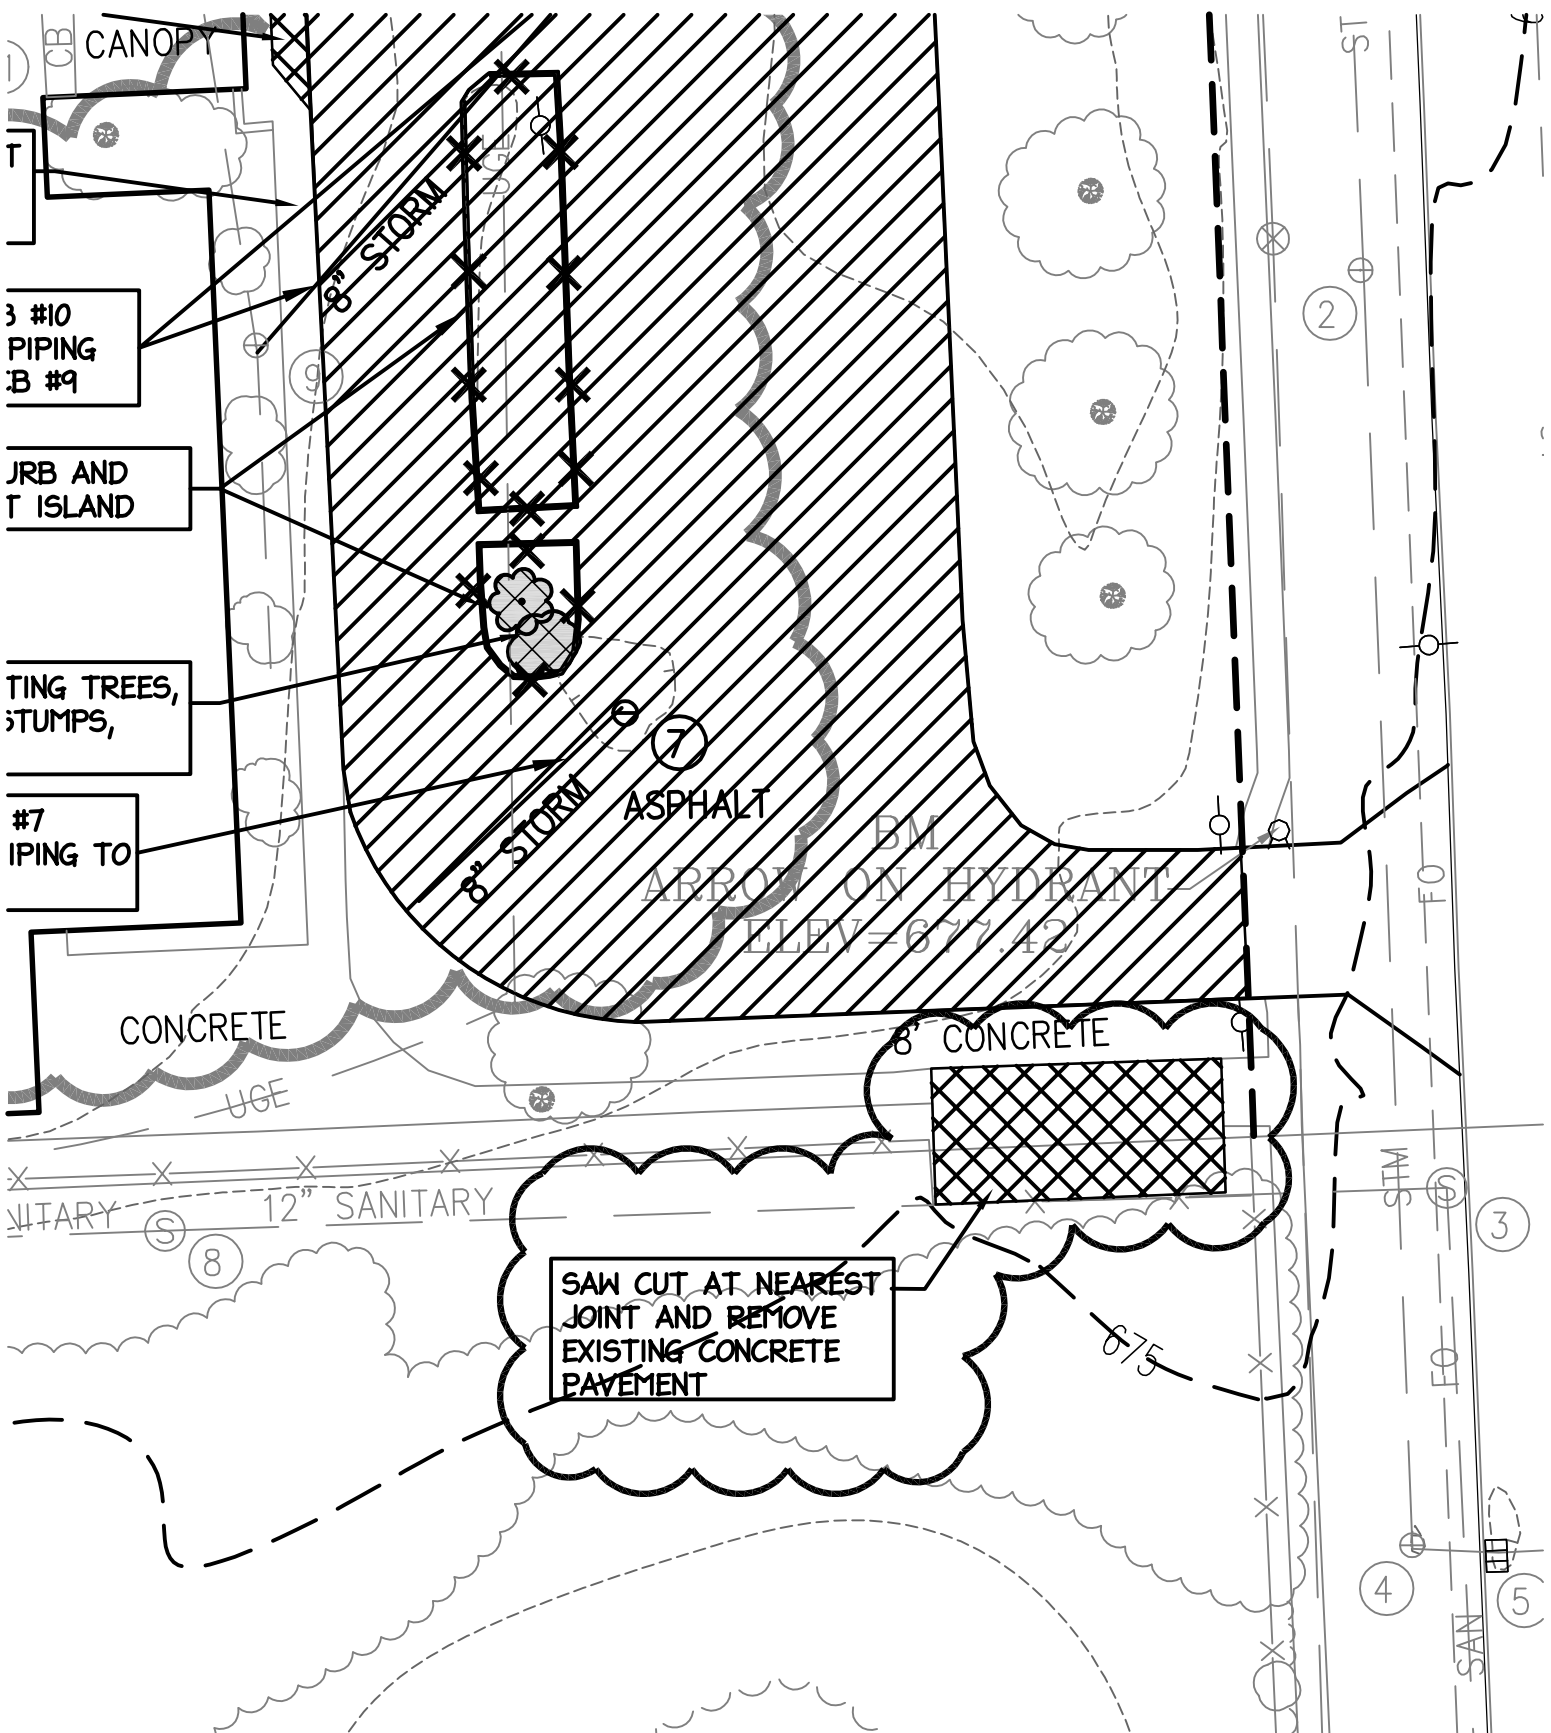 CB
CANOPY
1
T
UGE
ST
8" STORM
2
#10
PIPING
CB #9
9
URB AND
T ISLAND
TING TREES,
STUMPS,
7
ASPHALT
#7
IPING TO
8" STORM
BM
ARROW ON HYDRANT
ELEV=677.42
FO
CONCRETE
8' CONCRETE
UGE
STM
NITARY
12" SANITARY
S
8
S
3
SAW CUT AT NEAREST
JOINT AND REMOVE
EXISTING CONCRETE
PAVEMENT
675
FO
4
5
SAN